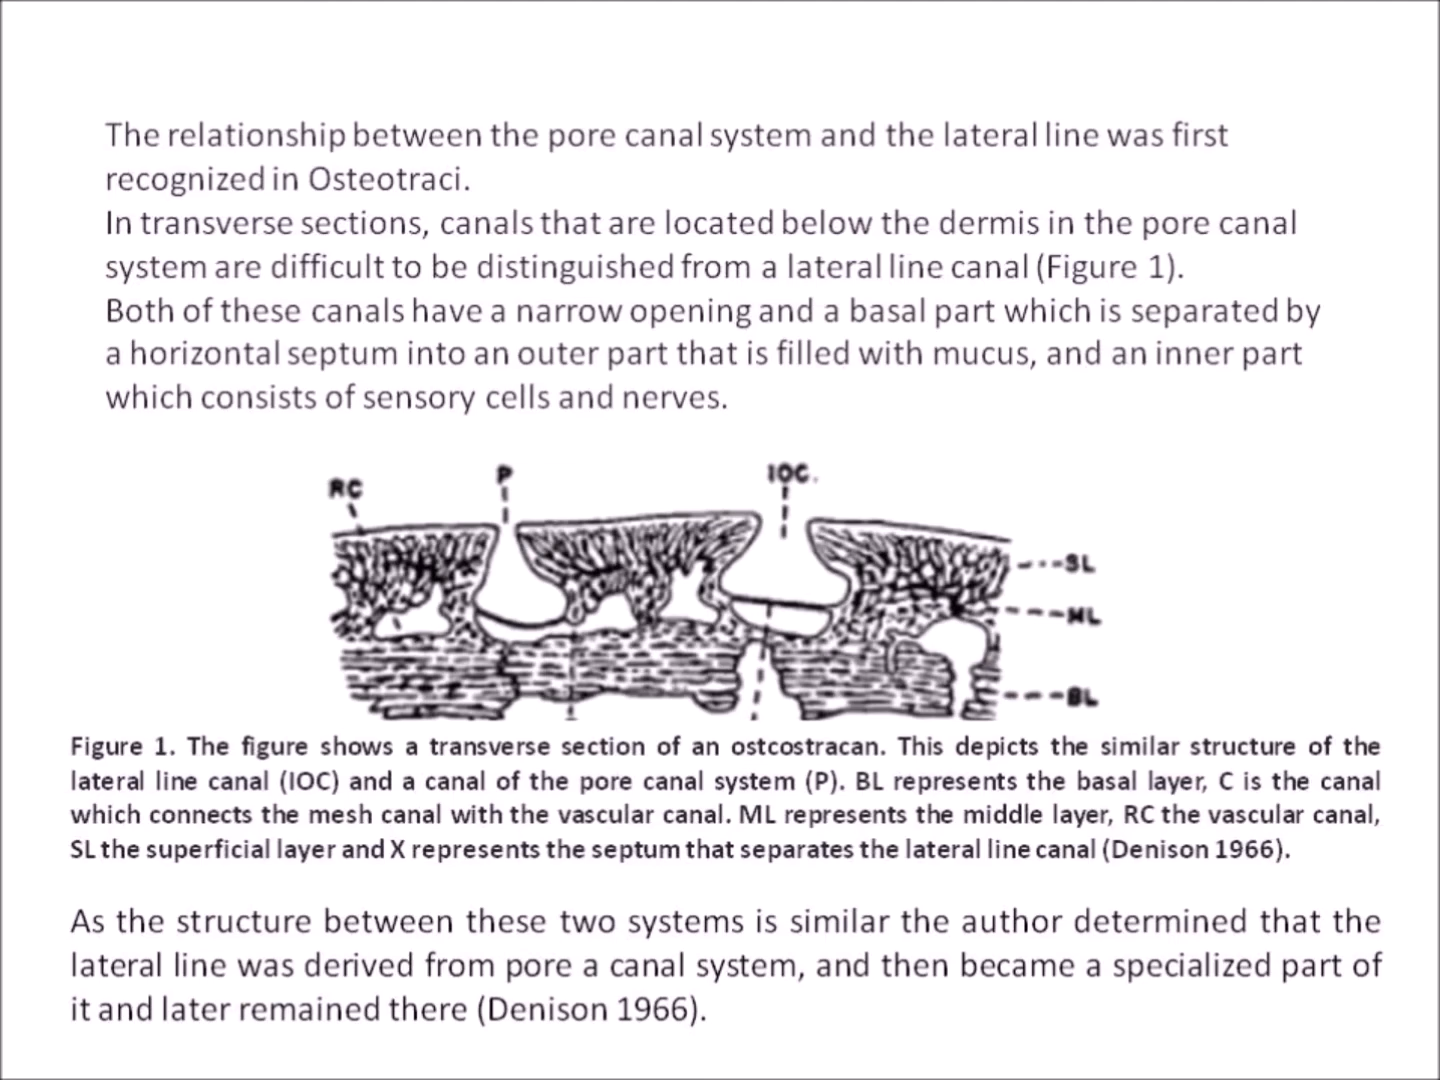 The relationship between the pore canal system and the lateral line was first
recognized in Osteotraci.
In transverse sections, canals that are located below the dermis in the pore canal
system are difficult to be distinguished from a lateral line canal (Figure 1).
Both of these canals have a narrow opening and a basal part which is separated by
a horizontal septum into an outer part that is filled with mucus, and an inner part
which consists of sensory cells and nerves.
RC
P
IOC.
SL
ML
BL
Figure 1. The figure shows a transverse section of an ostcostracan. This depicts the similar structure of the
lateral line canal (IOC) and a canal of the pore canal system (P). BL represents the basal layer, C is the canal
which connects the mesh canal with the vascular canal. ML represents the middle layer, RC the vascular canal,
SL the superficial layer and X represents the septum that separates the lateral line canal (Denison 1966).
As the structure between these two systems is similar the author determined that the
lateral line was derived from pore a canal system, and then became a specialized part of
it and later remained there (Denison 1966).